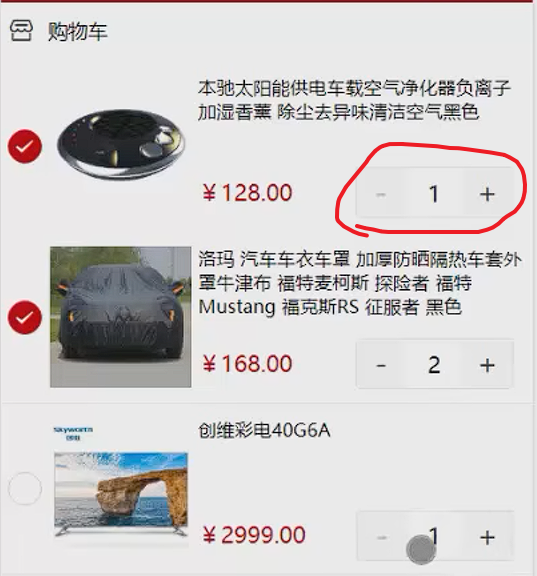 购物车
本驰太阳能供电车载空气净化器负离子
加湿香薰 除尘去异味清洁空气黑色
¥128.00
- 1 +
洛玛 汽车车衣车罩 加厚防晒隔热车套外
罩牛津布 福特麦柯斯 探险者 福特
Mustang 福克斯RS 征服者 黑色
¥168.00
- 2 +
Skyworth
创维
创维彩电40G6A
¥2999.00
- 1 +